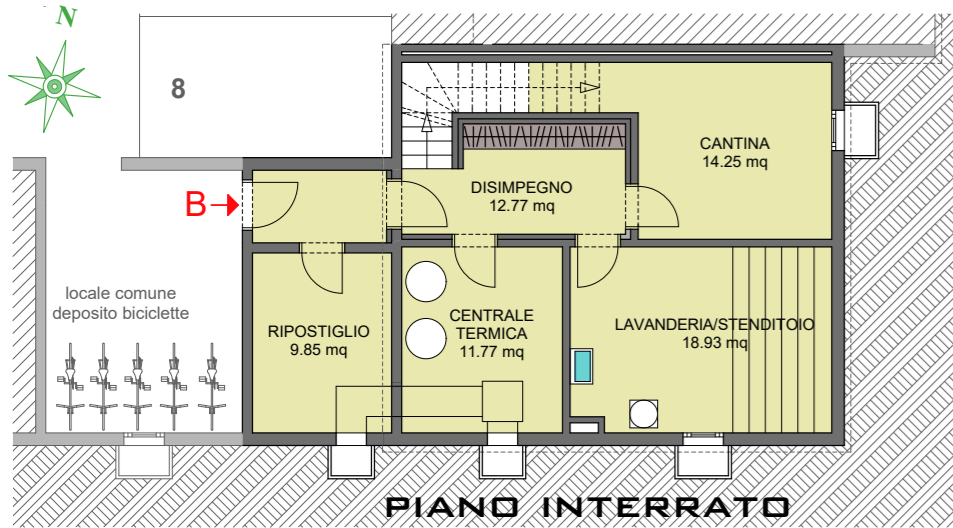 N
8
CANTINA
14.25 mq
DISIMPEGNO
12.77 mq
B
locale comune
deposito biciclette
RIPOSTIGLIO
9.85 mq
CENTRALE
TERMICA
11.77 mq
LAVANDERIA/STENDITOIO
18.93 mq
PIANO INTERRATO